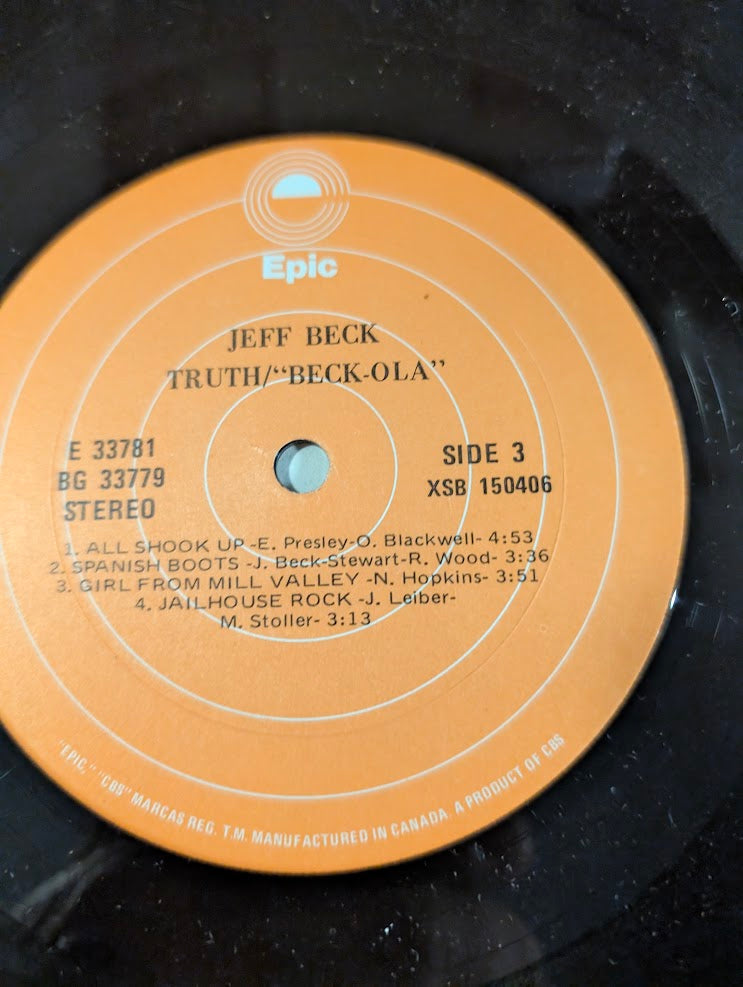 Epic
JEFF BECK
TRUTH/“BECK-OLA”
E 33781
BG 33779
STEREO
SIDE 3
XSB 150406
1. ALL SHOOK UP -E. Presley-O. Blackwell- 4:53
2. SPANISH BOOTS -J. Beck-Stewart-R. Wood- 3:36
3. GIRL FROM MILL VALLEY -N. Hopkins- 3:51
4. JAILHOUSE ROCK -J. Leiber-
M. Stoller- 3:13
"EPIC," "CBS" MARCAS REG. T.M. MANUFACTURED IN CANADA. A PRODUCT OF CBS